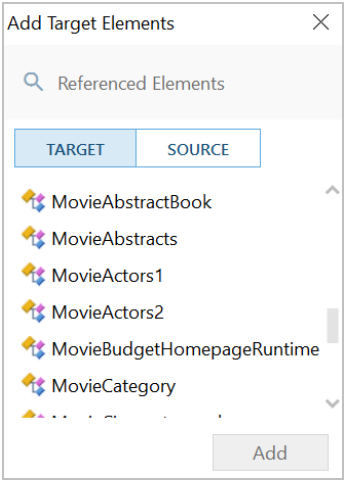 Add Target Elements
Referenced Elements
TARGET SOURCE
MovieAbstractBook
MovieAbstracts
MovieActors1
MovieActors2
MovieBudgetHomepageRuntime
MovieCategory
Add